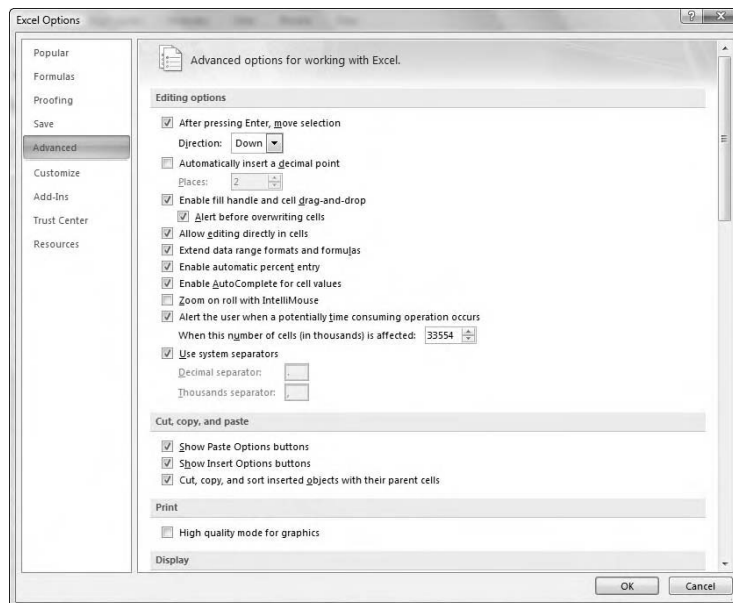 Excel Options
Popular
Formulas
Proofing
Save
Advanced
Customize
Add-Ins
Trust Center
Resources
Advanced options for working with Excel.
Editing options
After pressing Enter, move selection
Direction: Down
Automatically insert a decimal point
Places: 2
Enable fill handle and cell drag-and-drop
Alert before overwriting cells
Allow editing directly in cells
Extend data range formats and formulas
Enable automatic percent entry
Enable AutoComplete for cell values
Zoom on roll with IntelliMouse
Alert the user when a potentially time consuming operation occurs
When this number of cells (in thousands) is affected: 33554
Use system separators
Decimal separator: .
Thousands separator: ,
Cut, copy, and paste
Show Paste Options buttons
Show Insert Options buttons
Cut, copy, and sort inserted objects with their parent cells
Print
High quality mode for graphics
Display
OK Cancel